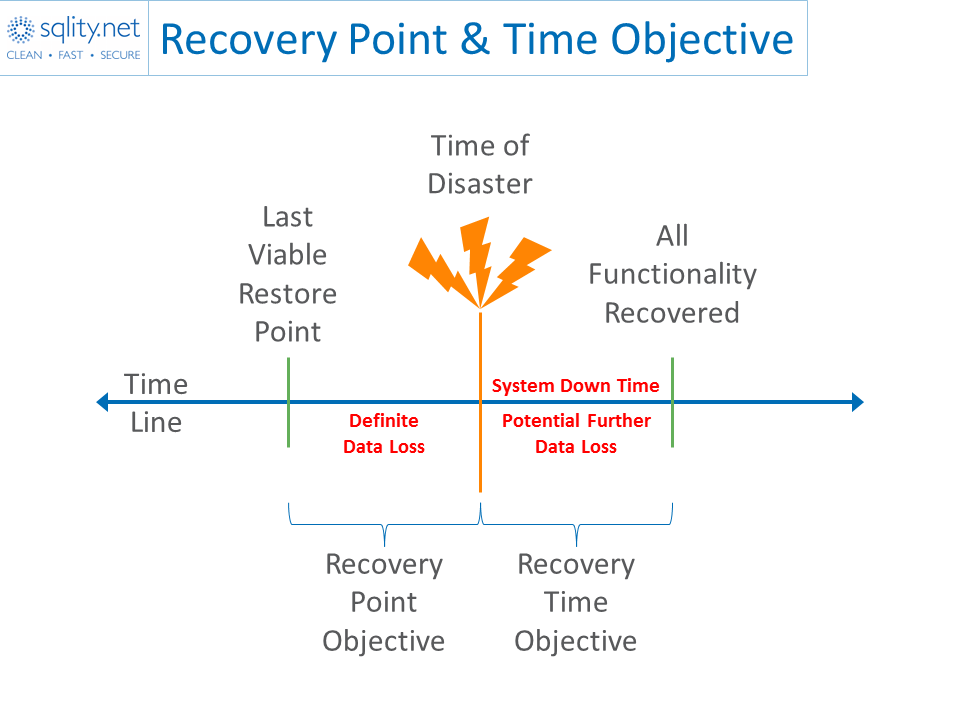 sqlity.net
CLEAN • FAST • SECURE
Recovery Point & Time Objective
Time of
Disaster
Last
Viable
Restore
Point
All
Functionality
Recovered
Time
Line
System Down Time
Definite
Data Loss
Potential Further
Data Loss
Recovery
Point
Objective
Recovery
Time
Objective